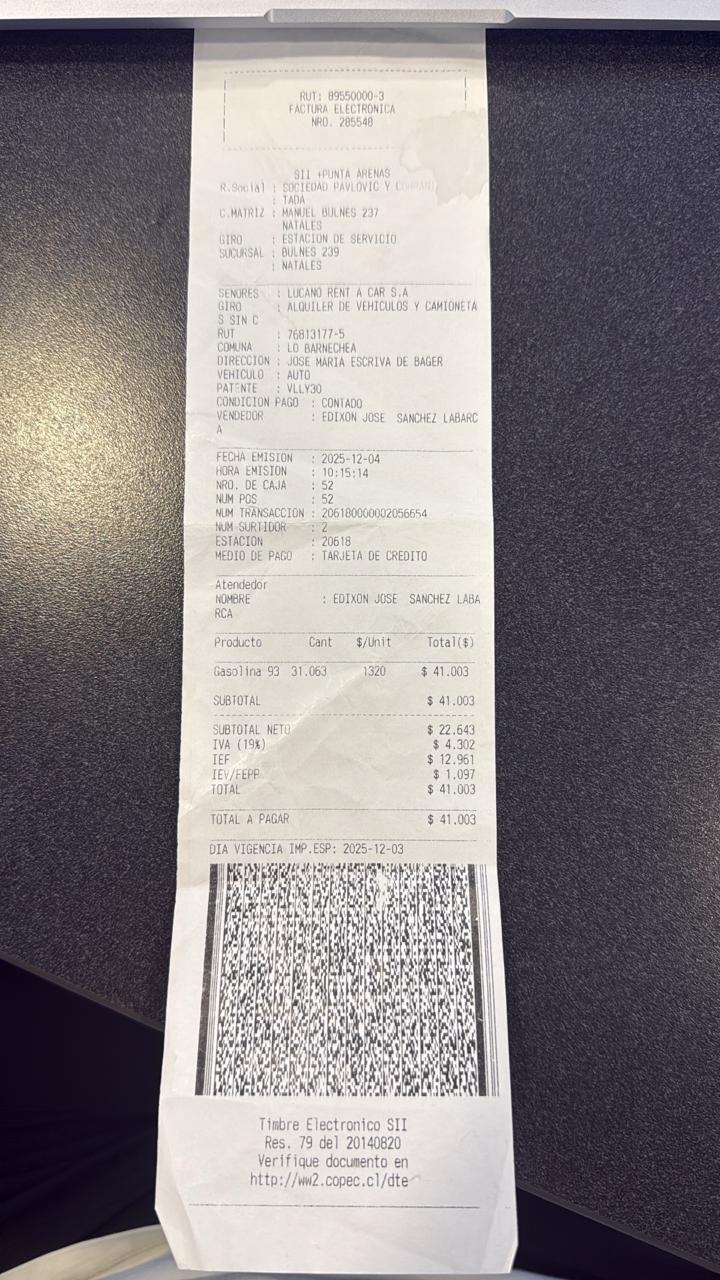 RUT: 89550000-3
FACTURA ELECTRONICA
NRO. 285548
SII +PUNTA ARENAS
R.Social : SOCIEDAD PAVLOVIC Y COMPANI
: TADA
C.MATRIZ : MANUEL BULNES 237
NATALES
GIRO : ESTACION DE SERVICIO
SUCURSAL : BULNES 239
: NATALES
SENORES : LUCANO RENT A CAR S.A
GIRO : ALQUILER DE VEHICULOS Y CAMIONETA
S SIN C
RUT : 76813177-5
COMUNA : LO BARNECHEA
DIRECCION : JOSE MARIA ESCRIVA DE BAGER
VEHICULO : AUTO
PATENTE : VLLY30
CONDICION PAGO : CONTADO
VENDEDOR : EDIXON JOSE SANCHEZ LABARC
A
FECHA EMISION : 2025-12-04
HORA EMISION : 10:15:14
NRO. DE CAJA : 52
NUM POS : 52
NUM TRANSACCION : 206180000002056654
NUM SURTIDOR : 2
ESTACION : 20618
MEDIO DE PAGO : TARJETA DE CREDITO
Atendedor
NOMBRE : EDIXON JOSE SANCHEZ LABA
RCA
Producto Cant $/Unit Total($)
Gasolina 93 31.063 1320 $ 41.003
SUBTOTAL $ 41.003
SUBTOTAL NETO $ 22.643
IVA (19%) $ 4.302
IEF $ 12.961
IEV/FEPP $ 1.097
TOTAL $ 41.003
TOTAL A PAGAR $ 41.003
DIA VIGENCIA IMP.ESP: 2025-12-03
Timbre Electronico SII
Res. 79 del 20140820
Verifique documento en
http://ww2.copec.cl/dte